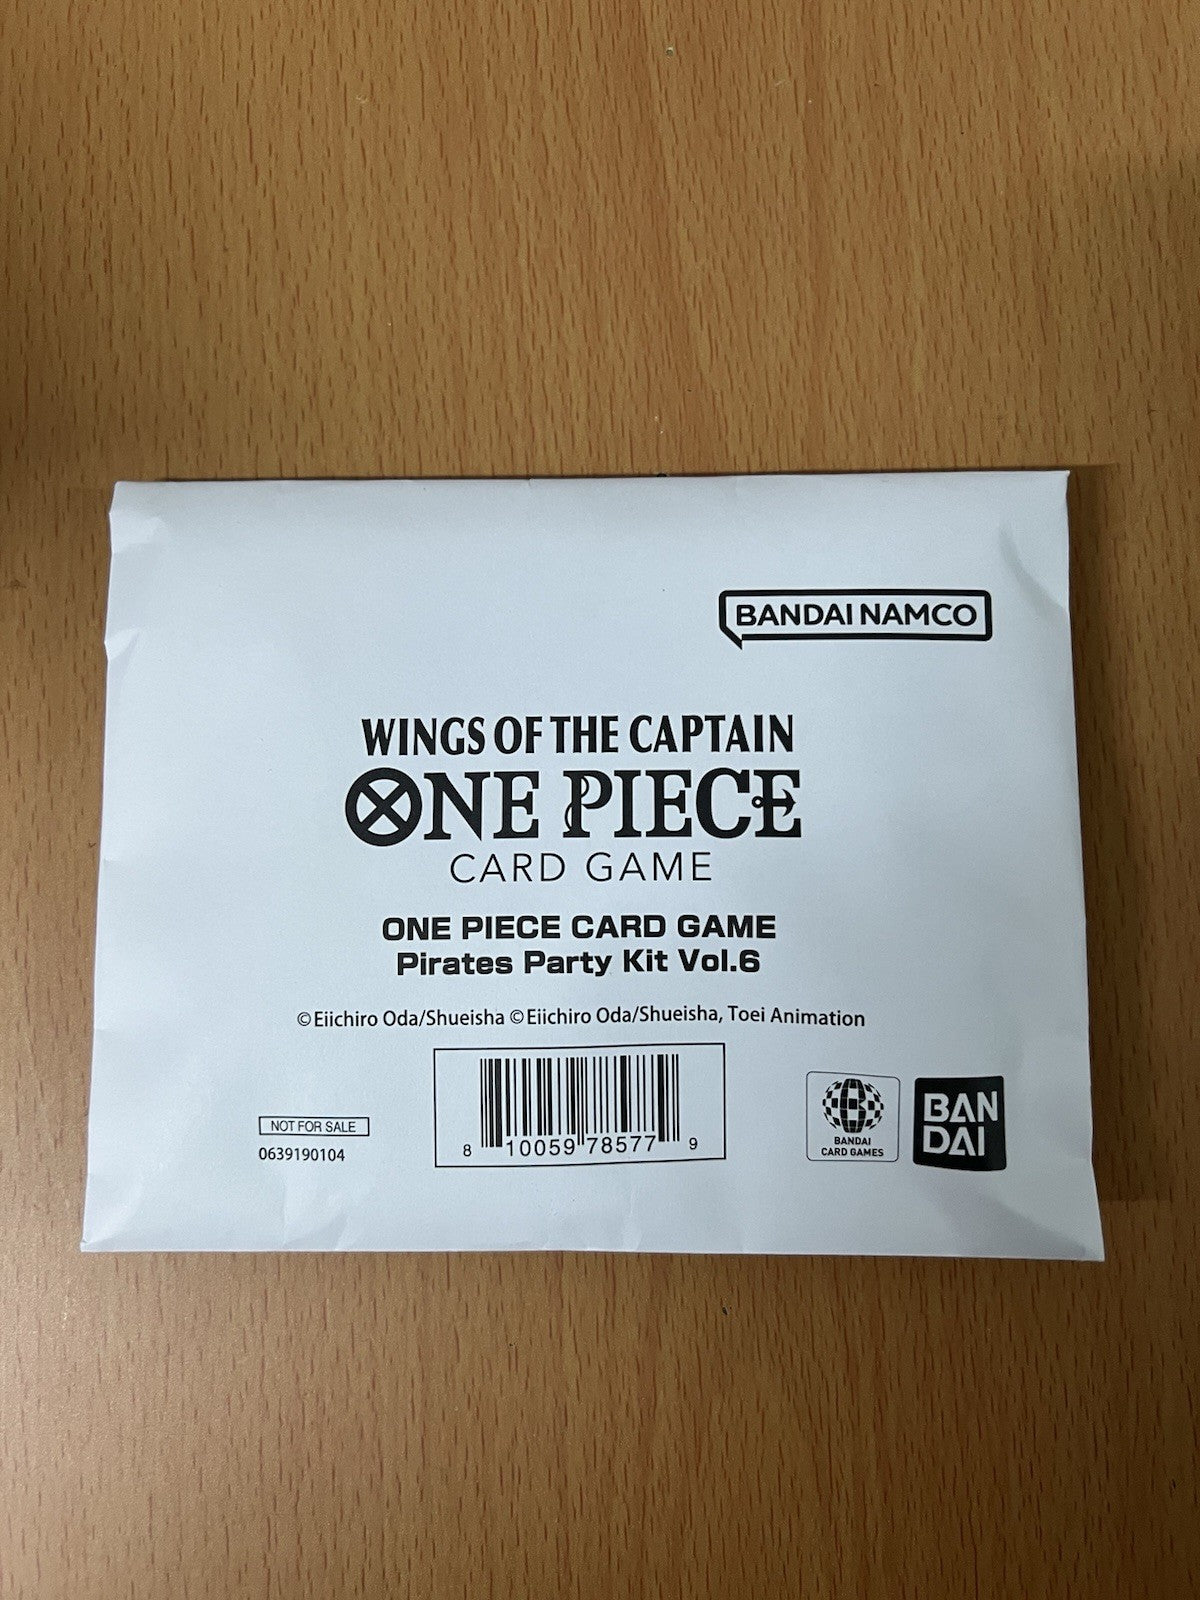 BANDAI NAMCO
WINGS OF THE CAPTAIN
ONE PIECE
CARD GAME
ONE PIECE CARD GAME
Pirates Party Kit Vol.6
©Eiichiro Oda/Shueisha ©Eiichiro Oda/Shueisha, Toei Animation
NOT FOR SALE
0639190104
8 10059 78577 9
BANDAI
CARD GAMES
BAN
DAI